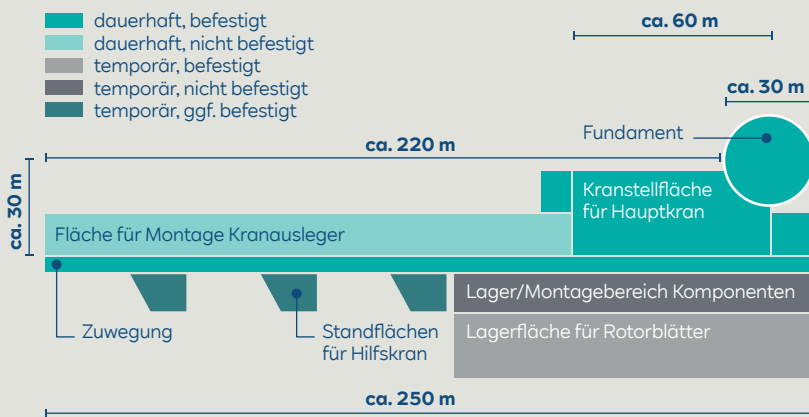 dauerhaft, befestigt
dauerhaft, nicht befestigt
temporär, befestigt
temporär, nicht befestigt
temporär, ggf. befestigt
ca. 60 m
ca. 30 m
Fundament
ca. 220 m
ca. 30 m
Kranstellfläche
für Hauptkran
Fläche für Montage Kranausleger
Lager/Montagebereich Komponenten
Zuwegung
Standflächen
für Hilfskran
Lagerfläche für Rotorblätter
ca. 250 m